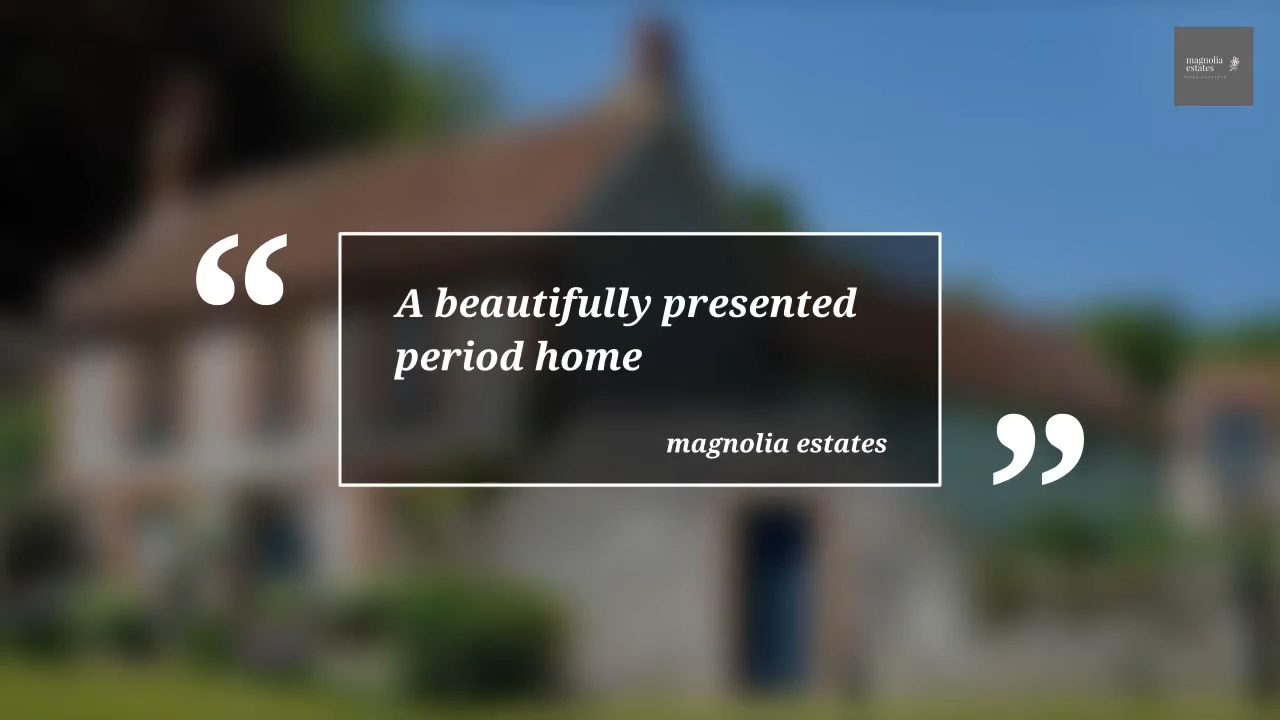 magnolia
estates
“
A beautifully presented
period home
magnolia estates
”